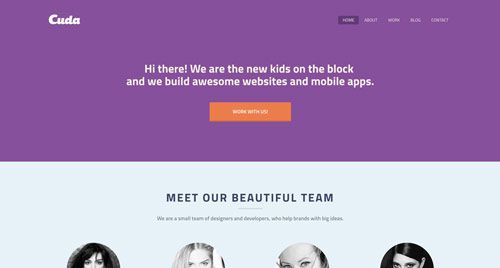 Cuda
HOME ABOUT WORK BLOG CONTACT
Hi there! We are the new kids on the block
and we build awesome websites and mobile apps.
WORK WITH US!
MEET OUR BEAUTIFUL TEAM
We are a small team of designers and developers, who help brands with big ideas.